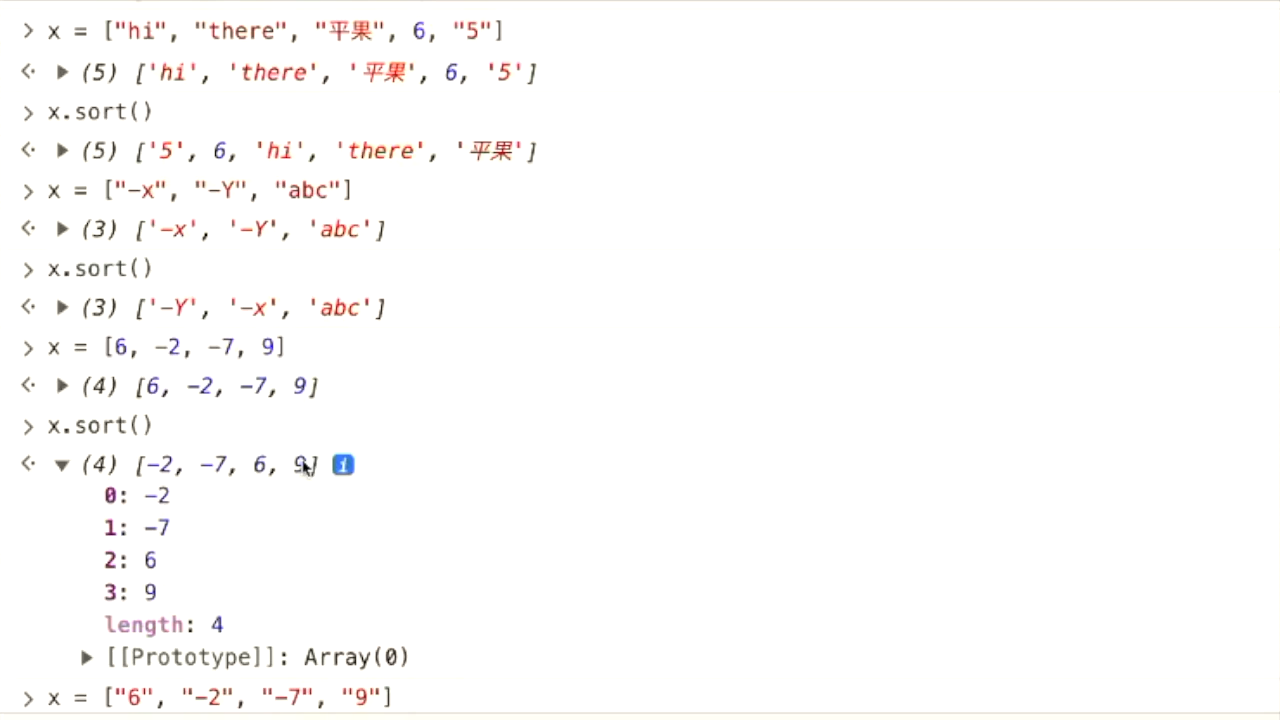 > x = ["hi", "there", "平果", 6, "5"]
<· ▶ (5) ['hi', 'there', '平果', 6, '5']
> x.sort()
<· ▶ (5) ['5', 6, 'hi', 'there', '平果']
> x = ["-x", "-Y", "abc"]
<· ▶ (3) ['-x', '-Y', 'abc']
> x.sort()
<· ▶ (3) ['-Y', '-x', 'abc']
> x = [6, -2, -7, 9]
<· ▶ (4) [6, -2, -7, 9]
> x.sort()
<· ▼ (4) [-2, -7, 6, 9] i
0: -2
1: -7
2: 6
3: 9
length: 4
▶ [[Prototype]]: Array(0)
> x = ["6", "-2", "-7", "9"]